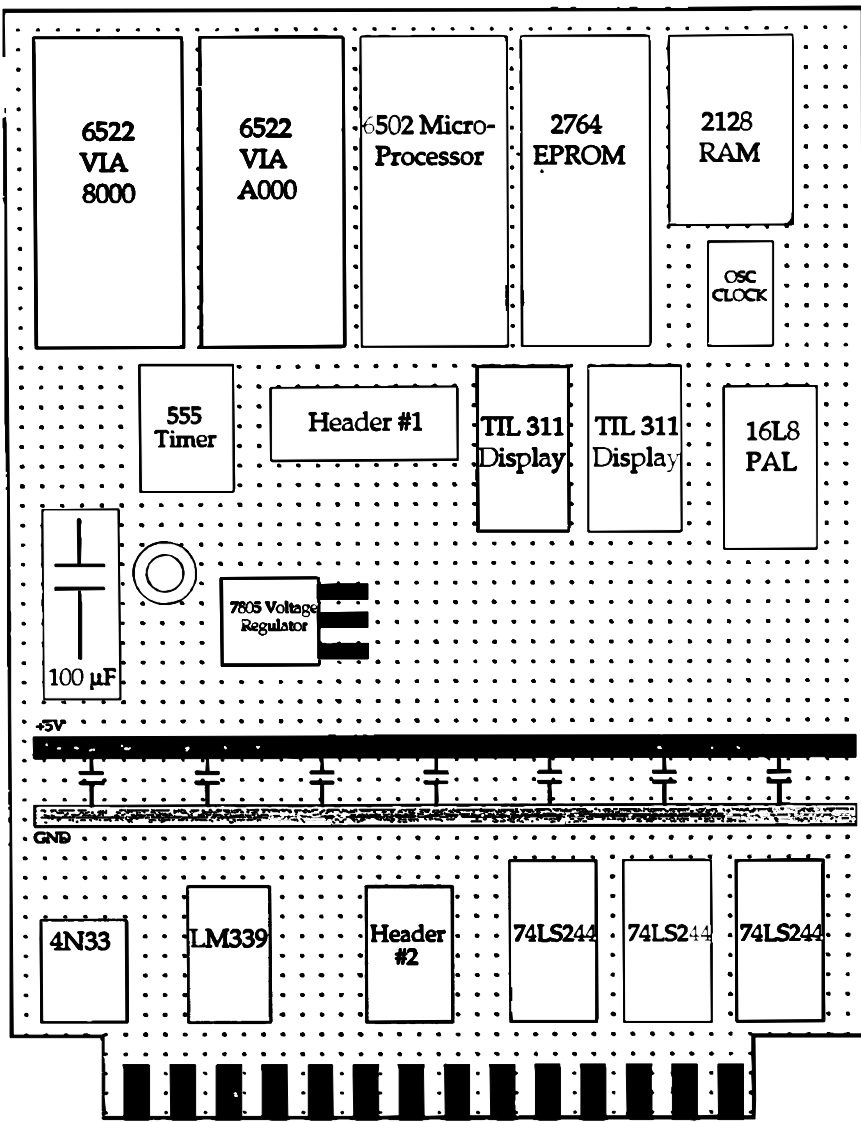 6522
VIA
8000
6522
VIA
A000
6502 Micro-
Processor
2764
EPROM
2128
RAM
OSC
CLOCK
555
Timer
Header #1
TIL 311
Display
TIL 311
Display
16L8
PAL
100 µF
7805 Voltage
Regulator
+5V
GND
4N33
LM339
Header
#2
74LS244
74LS244
74LS244